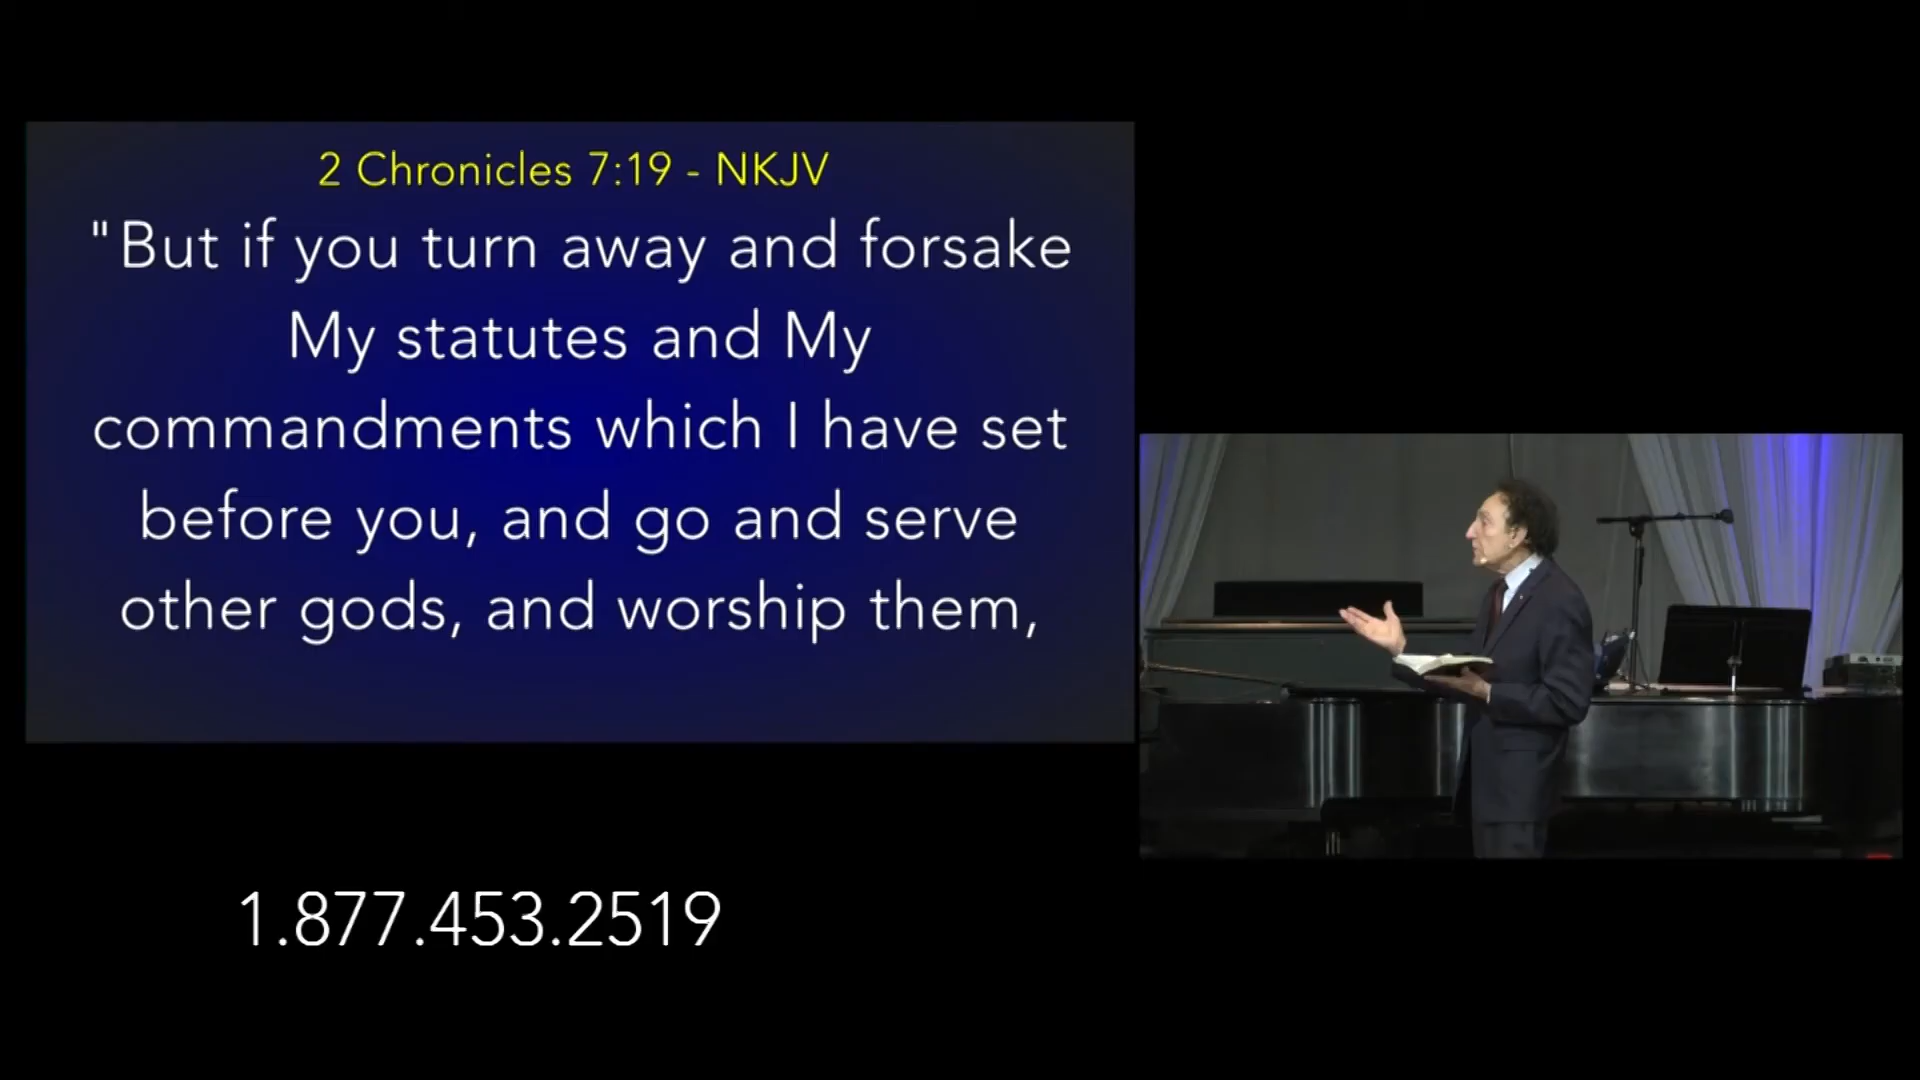 2 Chronicles 7:19 - NKJV
"But if you turn away and forsake
My statutes and My
commandments which I have set
before you, and go and serve
other gods, and worship them,
1.877.453.2519